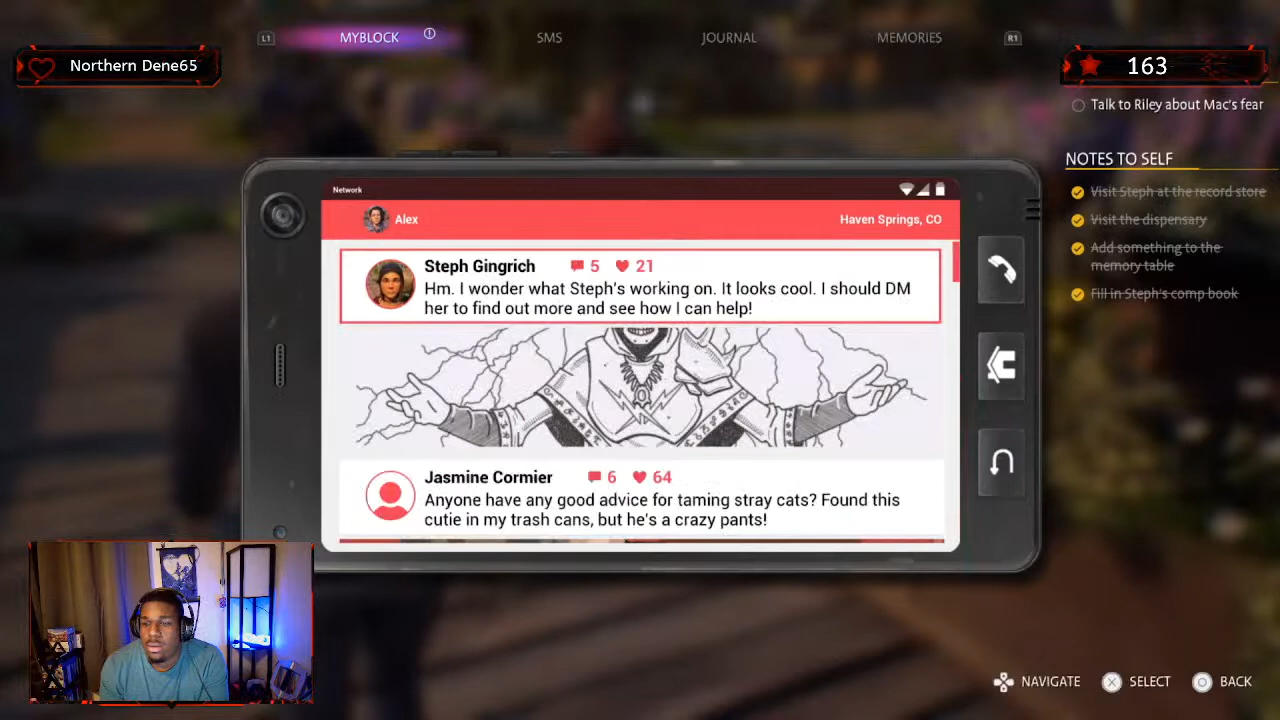 L1
MYBLOCK
SMS
JOURNAL
MEMORIES
R1
Northern Dene65
163
Talk to Riley about Mac's fear
NOTES TO SELF
Visit Steph at the record store
Visit the dispensary
Add something to the
memory table
Fill in Steph's comp book
Network
Alex
Haven Springs, CO
Steph Gingrich 5 21
Hm. I wonder what Steph's working on. It looks cool. I should DM
her to find out more and see how I can help!
Jasmine Cormier 6 64
Anyone have any good advice for taming stray cats? Found this
cutie in my trash cans, but he's a crazy pants!
NAVIGATE
SELECT
BACK